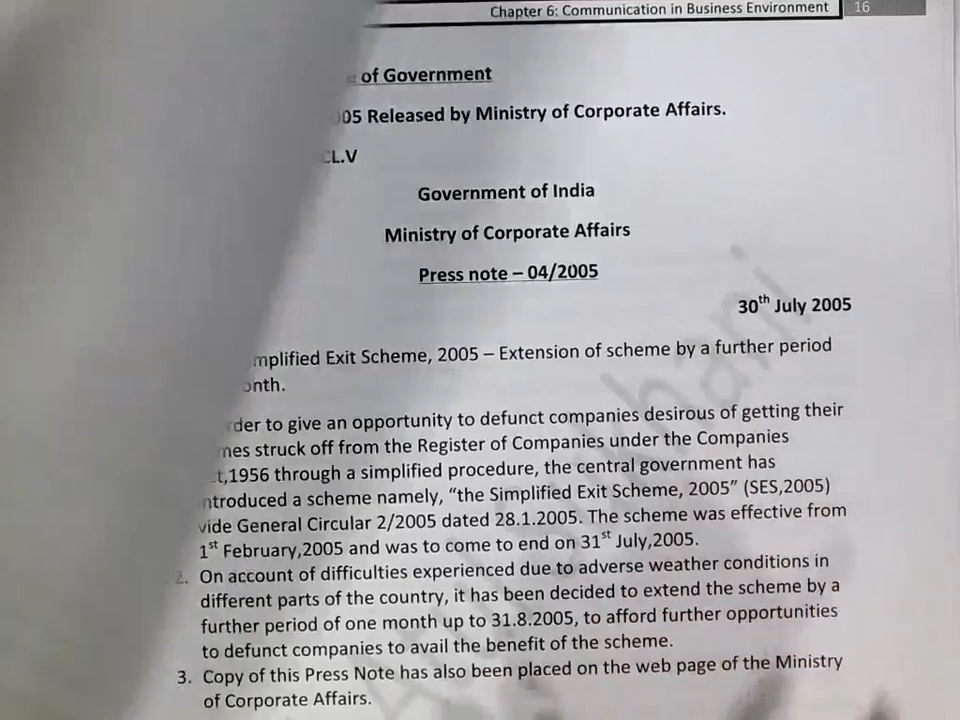 Chapter 6: Communication in Business Environment 16
of Government
Released by Ministry of Corporate Affairs.
Government of India
Ministry of Corporate Affairs
Press note – 04/2005
30th July 2005
Exit Scheme, 2005 – Extension of scheme by a further period
to give an opportunity to defunct companies desirous of getting their
struck off from the Register of Companies under the Companies
1956 through a simplified procedure, the central government has
a scheme namely, “the Simplified Exit Scheme, 2005” (SES,2005)
vide General Circular 2/2005 dated 28.1.2005. The scheme was effective from
1st February,2005 and was to come to end on 31st July,2005.
2. On account of difficulties experienced due to adverse weather conditions in
different parts of the country, it has been decided to extend the scheme by a
further period of one month up to 31.8.2005, to afford further opportunities
to defunct companies to avail the benefit of the scheme.
3. Copy of this Press Note has also been placed on the web page of the Ministry
of Corporate Affairs.